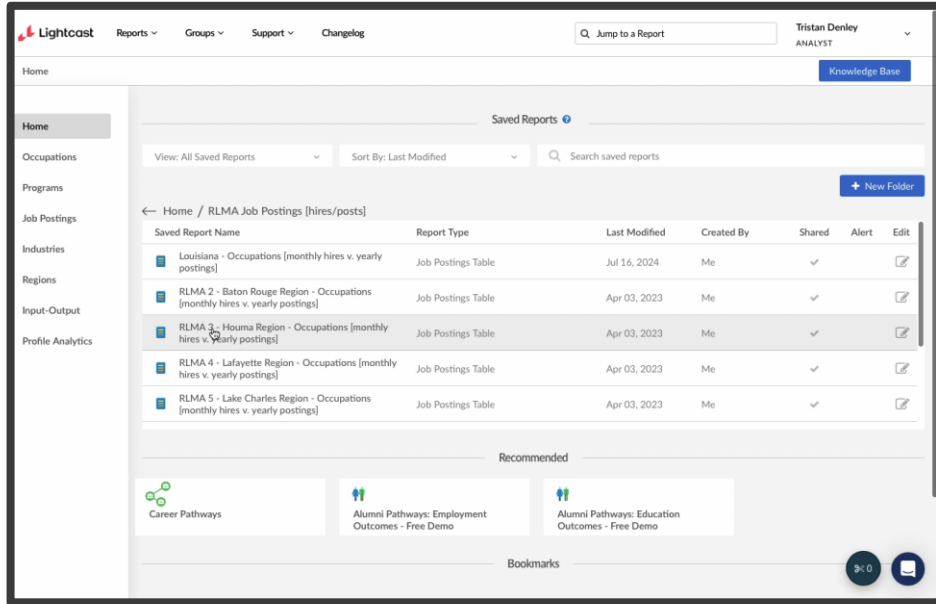 Lightcast
Reports
Groups
Support
Changelog
Jump to a Report
Tristan Denley
ANALYST
Home
Knowledge Base
Home
Occupations
Programs
Job Postings
Industries
Regions
Input-Output
Profile Analytics
Saved Reports
View: All Saved Reports
Sort By: Last Modified
Search saved reports
+ New Folder
← Home / RLMA Job Postings [hires/posts]
Saved Report Name Report Type Last Modified Created By Shared Alert Edit
Louisiana - Occupations [monthly hires v. yearly
postings]
Job Postings Table Jul 16, 2024 Me
RLMA 2 - Baton Rouge Region - Occupations
[monthly hires v. yearly postings]
Job Postings Table Apr 03, 2023 Me
RLMA 3 - Houma Region - Occupations [monthly
hires v. yearly postings]
Job Postings Table Apr 03, 2023 Me
RLMA 4 - Lafayette Region - Occupations [monthly
hires v. yearly postings]
Job Postings Table Apr 03, 2023 Me
RLMA 5 - Lake Charles Region - Occupations
[monthly hires v. yearly postings]
Job Postings Table Apr 03, 2023 Me
Recommended
Career Pathways
Alumni Pathways: Employment
Outcomes - Free Demo
Alumni Pathways: Education
Outcomes - Free Demo
Bookmarks
0